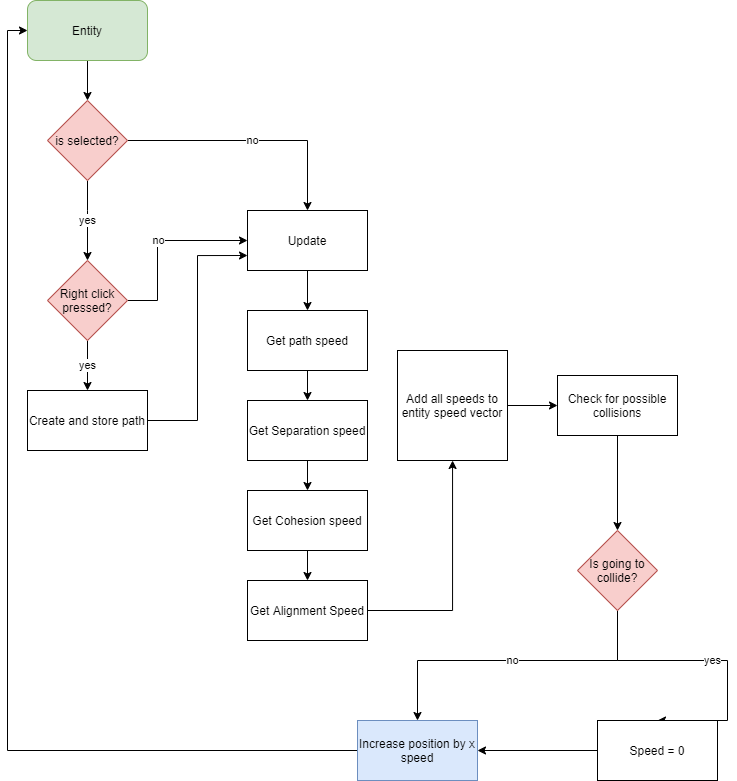 Entity
is selected?
no
yes
Update
no
Right click
pressed?
yes
Create and store path
Get path speed
Get Separation speed
Get Cohesion speed
Get Alignment Speed
Add all speeds to
entity speed vector
Check for possible
collisions
Is going to
collide?
no
yes
Increase position by x
speed
Speed = 0